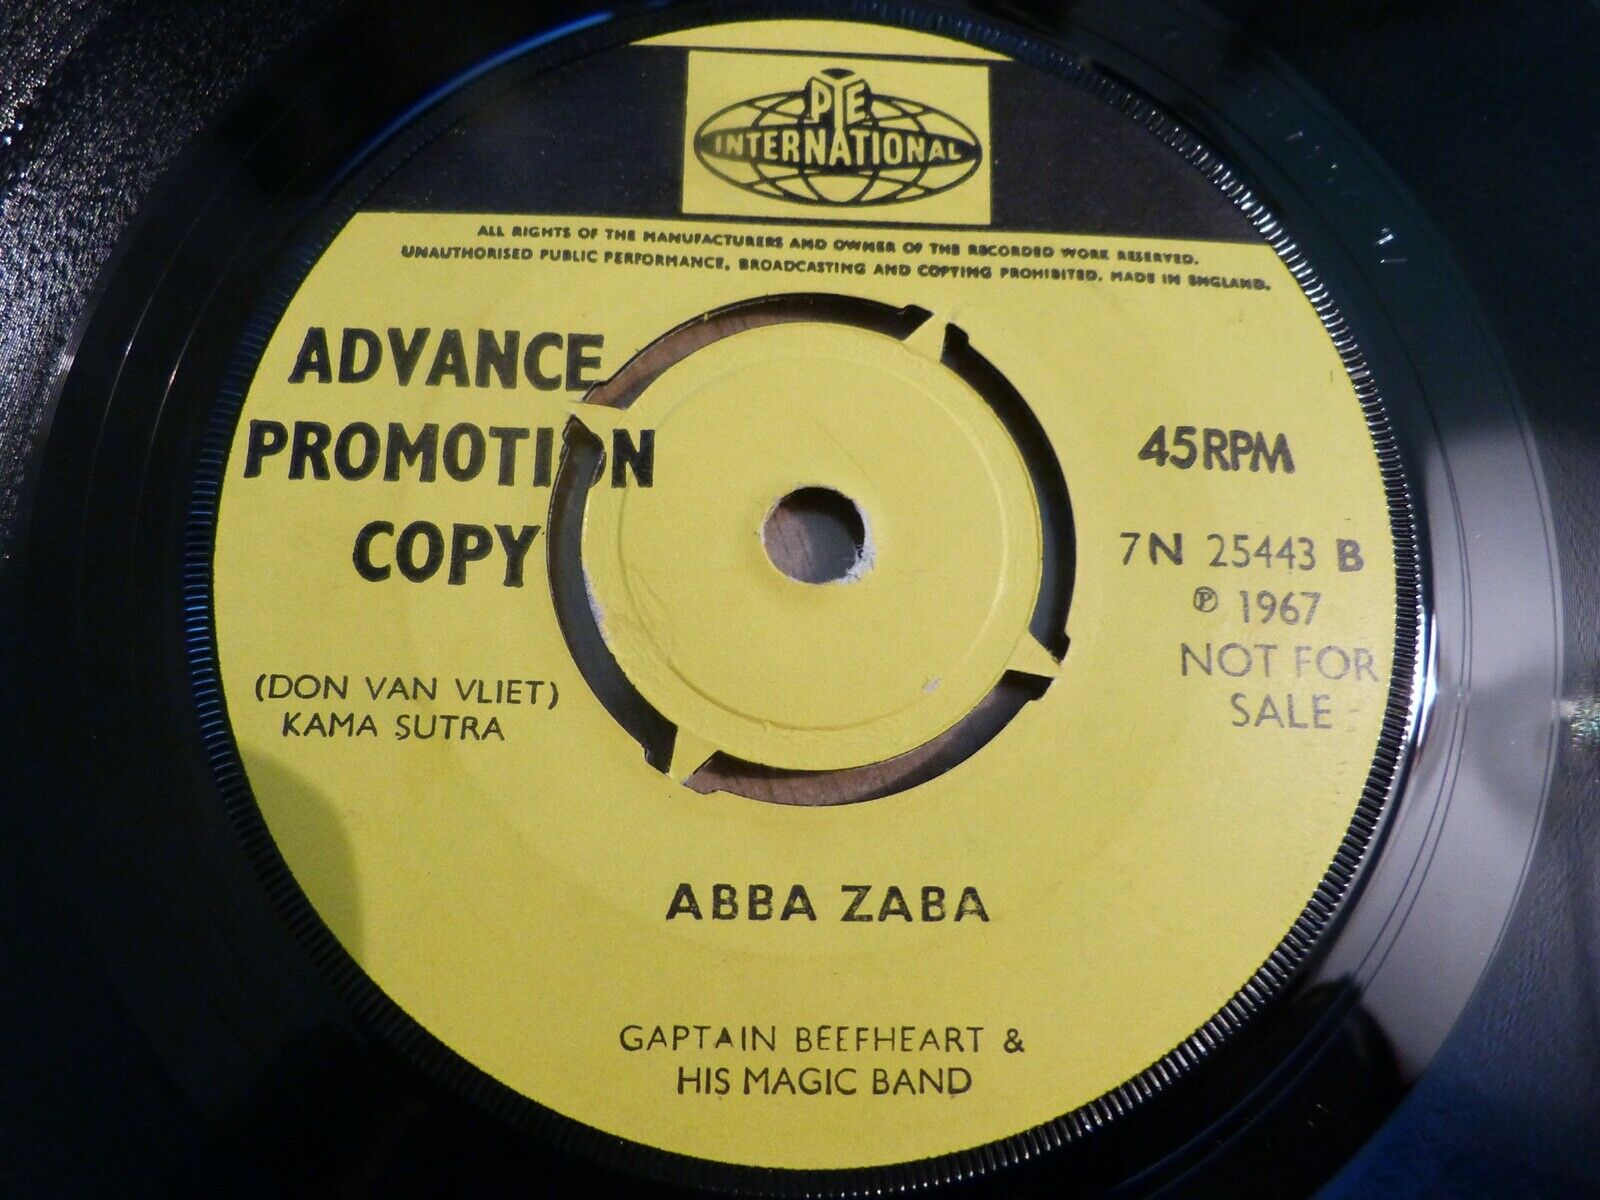 PYE
INTERNATIONAL
ALL RIGHTS OF THE MANUFACTURERS AND OWNER OF THE RECORDED WORK RESERVED.
UNAUTHORISED PUBLIC PERFORMANCE, BROADCASTING AND COPYING PROHIBITED. MADE IN ENGLAND.
ADVANCE
PROMOTION
COPY
45RPM
7N 25443 B
Ⓟ 1967
NOT FOR
SALE
(DON VAN VLIET)
KAMA SUTRA
ABBA ZABA
GAPTAIN BEEFHEART &
HIS MAGIC BAND